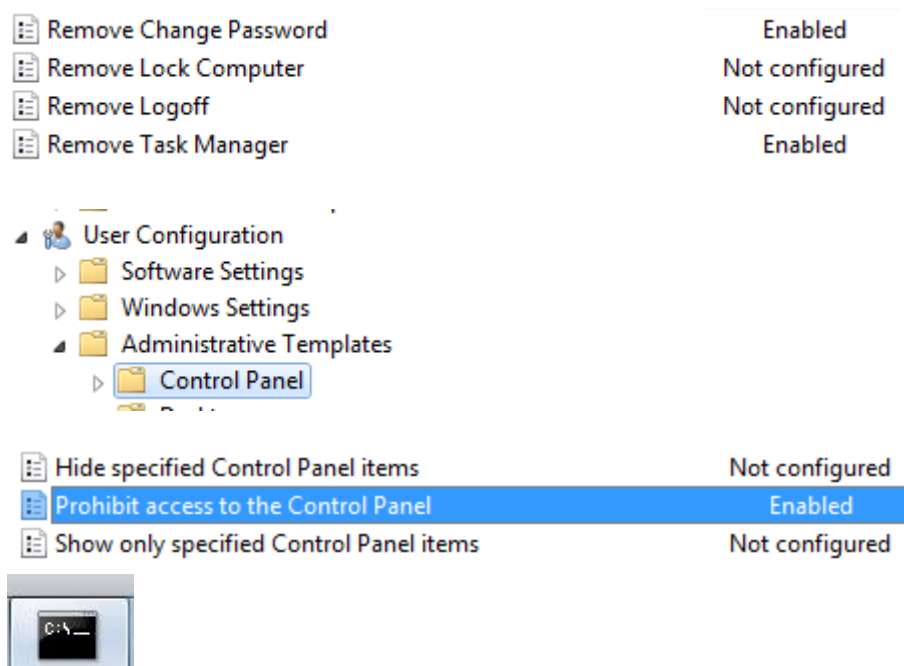 Remove Change Password Enabled
Remove Lock Computer Not configured
Remove Logoff Not configured
Remove Task Manager Enabled
User Configuration
Software Settings
Windows Settings
Administrative Templates
Control Panel
Hide specified Control Panel items Not configured
Prohibit access to the Control Panel Enabled
Show only specified Control Panel items Not configured
C:\